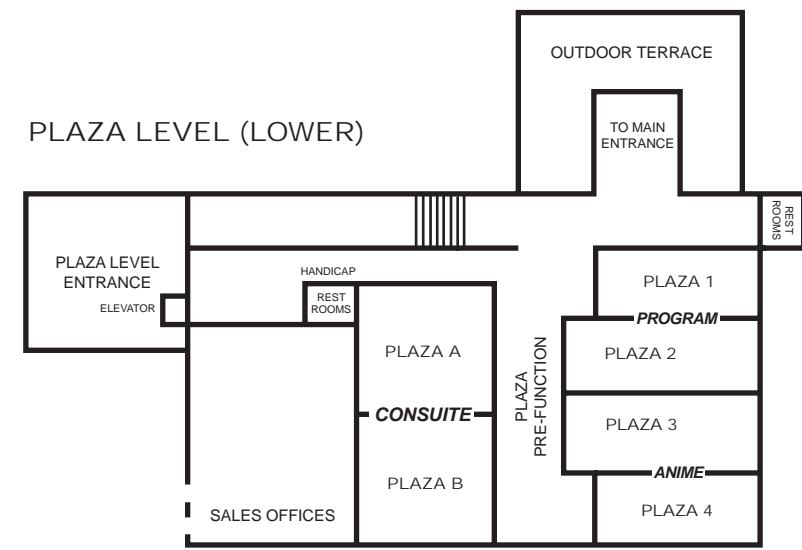 OUTDOOR TERRACE
PLAZA LEVEL (LOWER)
TO MAIN
ENTRANCE
REST
ROOMS
PLAZA LEVEL
ENTRANCE
ELEVATOR
HANDICAP
REST
ROOMS
PLAZA A
CONSUITE
PLAZA B
SALES OFFICES
PLAZA
PRE-FUNCTION
PLAZA 1
PROGRAM
PLAZA 2
PLAZA 3
ANIME
PLAZA 4